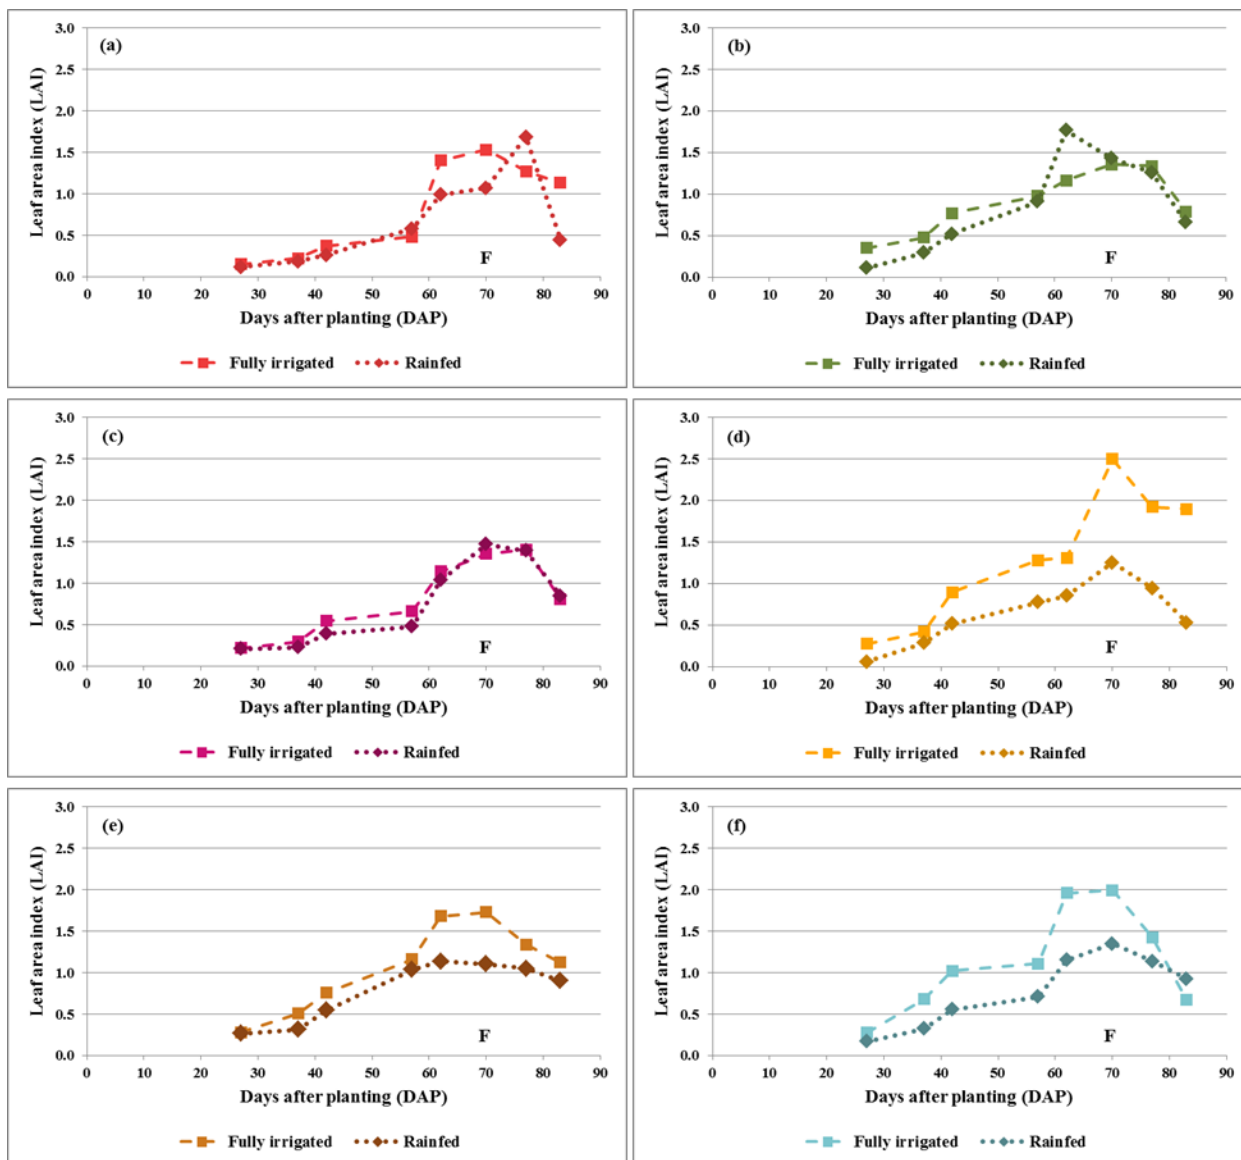 (a)
Leaf area index (LAI)
3.0
2.5
2.0
1.5
1.0
0.5
0.0
F
0 10 20 30 40 50 60 70 80 90
Days after planting (DAP)
Fully irrigated Rainfed
(b)
Leaf area index (LAI)
3.0
2.5
2.0
1.5
1.0
0.5
0.0
F
0 10 20 30 40 50 60 70 80 90
Days after planting (DAP)
Fully irrigated Rainfed
(c)
Leaf area index (LAI)
3.0
2.5
2.0
1.5
1.0
0.5
0.0
F
0 10 20 30 40 50 60 70 80 90
Days after planting (DAP)
Fully irrigated Rainfed
(d)
Leaf area index (LAI)
3.0
2.5
2.0
1.5
1.0
0.5
0.0
F
0 10 20 30 40 50 60 70 80 90
Days after planting (DAP)
Fully irrigated Rainfed
(e)
Leaf area index (LAI)
3.0
2.5
2.0
1.5
1.0
0.5
0.0
F
0 10 20 30 40 50 60 70 80 90
Days after planting (DAP)
Fully irrigated Rainfed
(f)
Leaf area index (LAI)
3.0
2.5
2.0
1.5
1.0
0.5
0.0
F
0 10 20 30 40 50 60 70 80 90
Days after planting (DAP)
Fully irrigated Rainfed